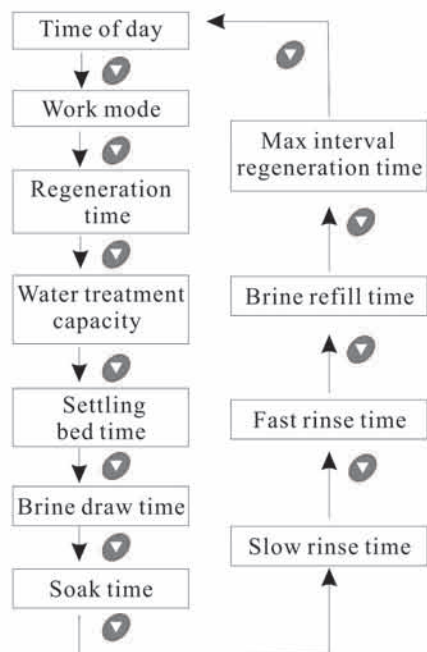 Time of day
Work mode
Regeneration
time
Water treatment
capacity
Settling
bed time
Brine draw time
Soak time
Slow rinse time
Fast rinse time
Brine refill time
Max interval
regeneration time